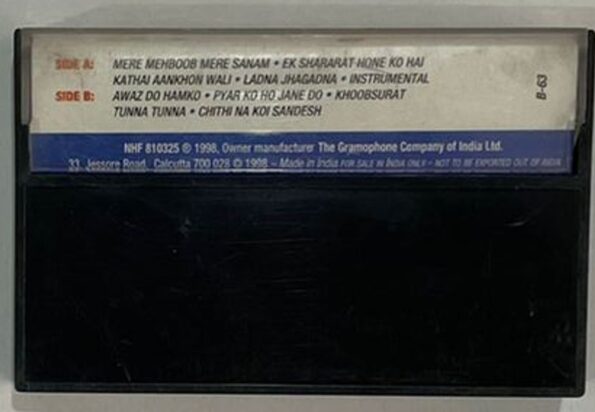 SIDE A: MERE MEHBOOB MERE SANAM • EK SHARARAT HONE KO HAI
KATHAI AANKHON WALI • LADNA JHAGADNA • INSTRUMENTAL
SIDE B: AWAZ DO HAMKO • PYAR KO HO JANE DO • KHOOBSURAT
TUNNA TUNNA • CHITHI NA KOI SANDESH
B-63
NHF 810325 ℗ 1998, Owner manufacturer The Gramophone Company of India Ltd.
33, Jessore Road, Calcutta 700 028 © 1998 – Made in India FOR SALE IN INDIA ONLY - NOT TO BE EXPORTED OUT OF INDIA